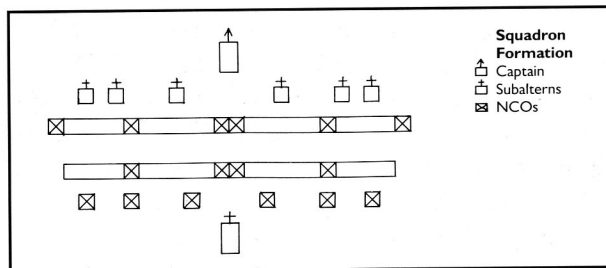 Squadron
Formation
Captain
Subalterns
NCOs